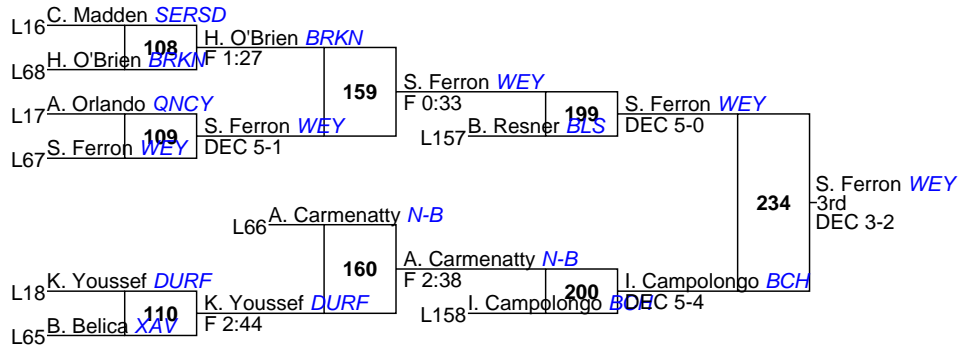 C. Madden SERSD
L16
108
H. O'Brien BRKN
F 1:27
H. O'Brien BRKN
L68
159
S. Ferron WEY
F 0:33
A. Orlando QNCY
L17
109
S. Ferron WEY
DEC 5-1
S. Ferron WEY
L67
199
S. Ferron WEY
DEC 5-0
B. Resner BLS
L157
234
S. Ferron WEY
3rd
DEC 3-2
A. Carmenatty N-B
L66
160
A. Carmenatty N-B
F 2:38
K. Youssef DURF
L18
110
K. Youssef DURF
F 2:44
B. Belica XAV
L65
200
I. Campolongo BCH
DEC 5-4
I. Campolongo BCH
L158